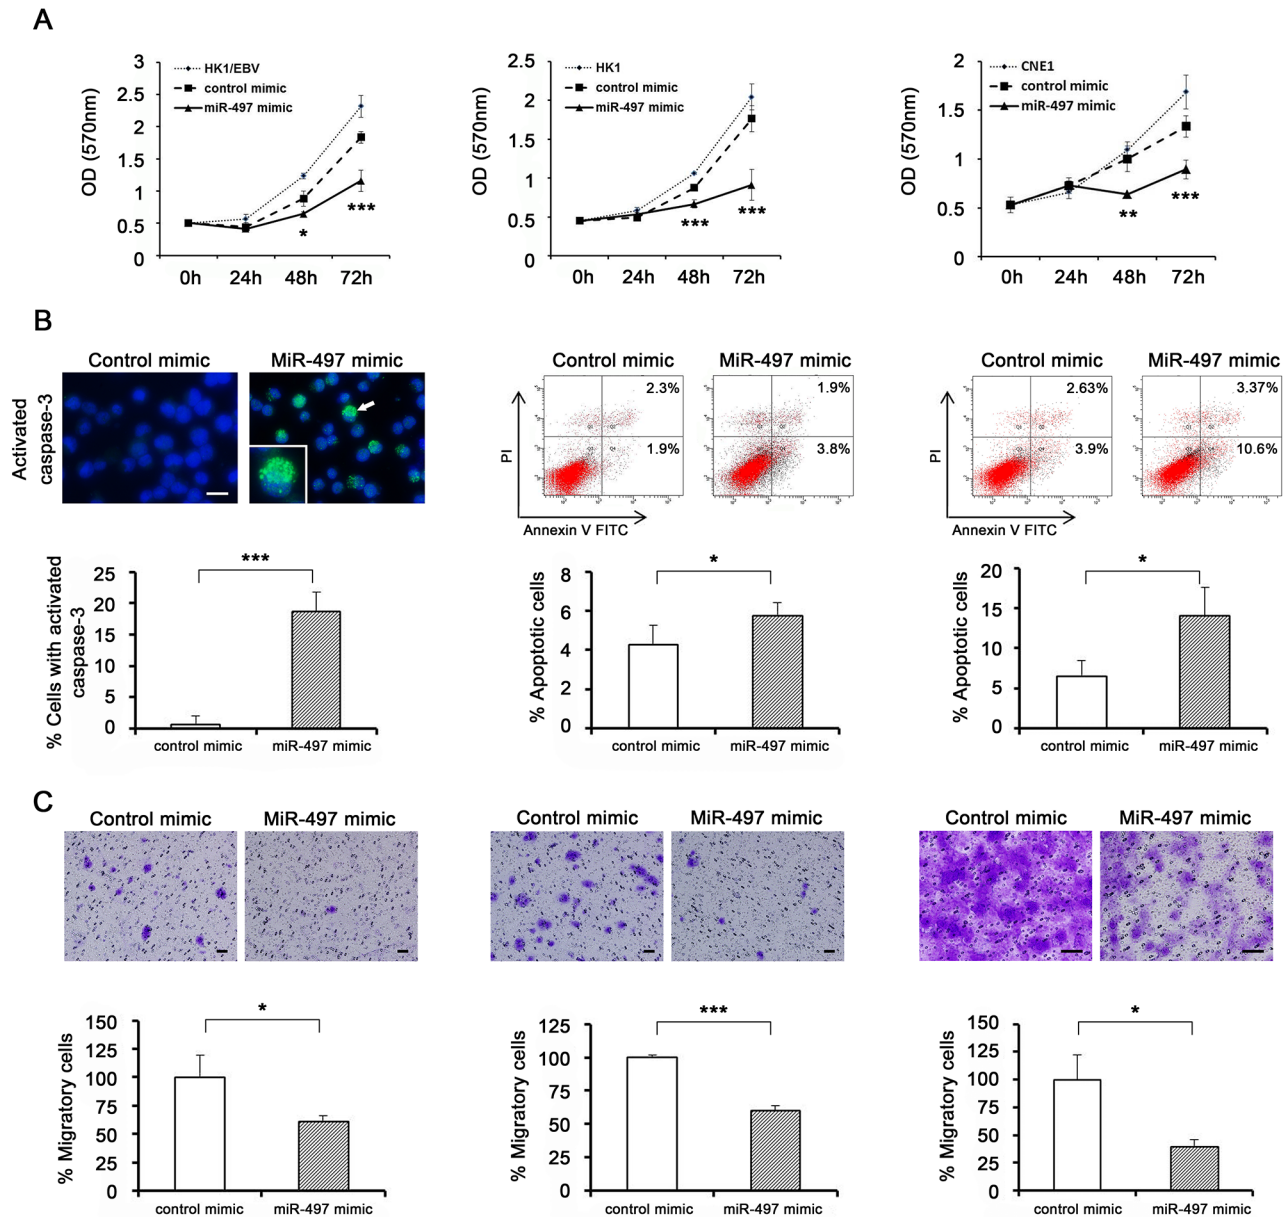 A
3
2.5
2
1.5
1
0.5
0
OD (570nm)
HK1/EBV
control mimic
miR-497 mimic
*
***
0h 24h 48h 72h
2.5
2
1.5
1
0.5
0
OD (570nm)
HK1
control mimic
miR-497 mimic
***
***
0h 24h 48h 72h
2
1.5
1
0.5
0
OD (570nm)
CNE1
control mimic
miR-497 mimic
**
***
0h 24h 48h 72h
B
Control mimic MiR-497 mimic
Activated
caspase-3
Control mimic MiR-497 mimic
2.3% 1.9%
1.9% 3.8%
PI
Annexin V FITC
Control mimic MiR-497 mimic
2.63% 3.37%
3.9% 10.6%
PI
Annexin V FITC
% Cells with activated
caspase-3
25
20
15
10
5
0
***
control mimic miR-497 mimic
% Apoptotic cells
8
6
4
2
0
*
control mimic miR-497 mimic
% Apoptotic cells
20
15
10
5
0
*
control mimic miR-497 mimic
C
Control mimic MiR-497 mimic
Control mimic MiR-497 mimic
Control mimic MiR-497 mimic
% Migratory cells
150
125
100
75
50
25
0
*
control mimic miR-497 mimic
% Migratory cells
125
100
75
50
25
0
***
control mimic miR-497 mimic
% Migratory cells
150
125
100
75
50
25
0
*
control mimic miR-497 mimic